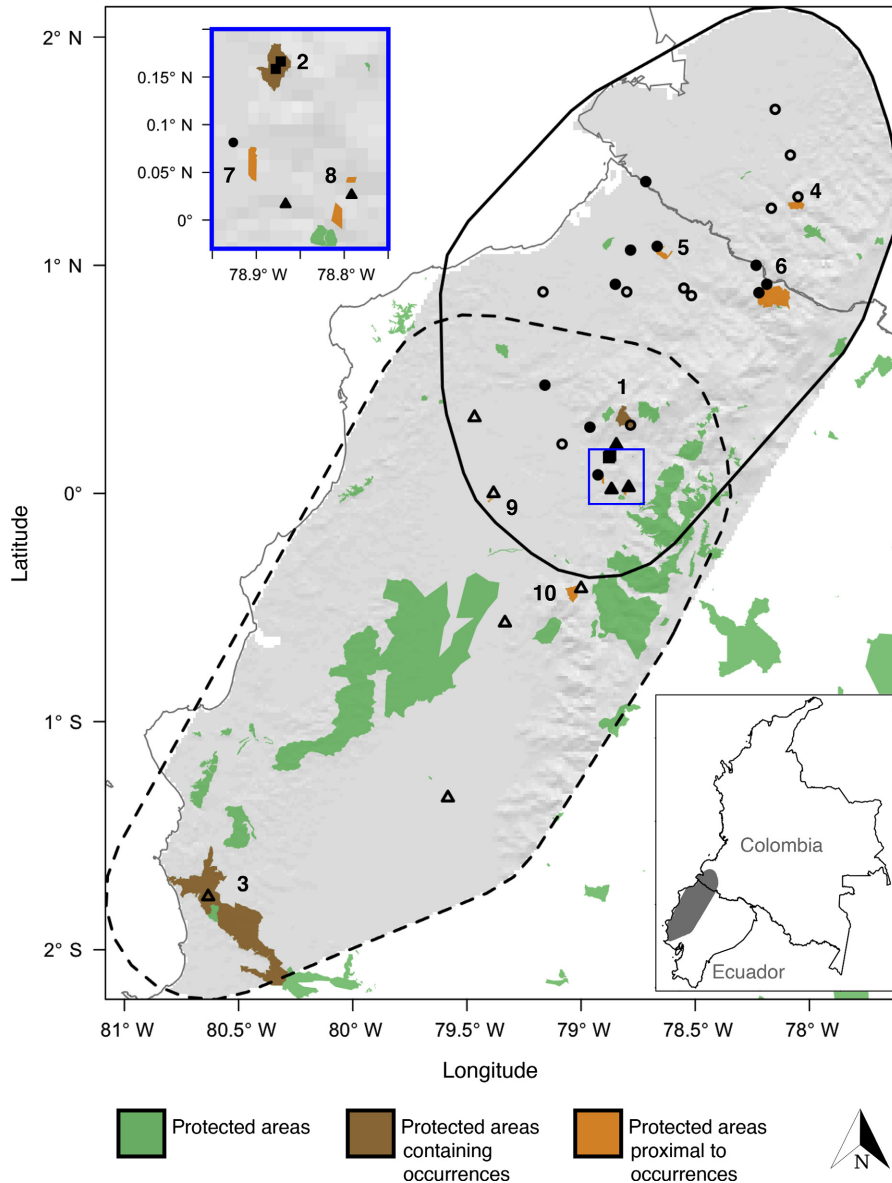 2° N
1° N
0°
1° S
2° S
Latitude
0.15° N
0.1° N
0.05° N
0°
78.9° W
78.8° W
2
7
8
4
5
6
1
9
10
3
Colombia
Ecuador
81° W
80.5° W
80° W
79.5° W
79° W
78.5° W
78° W
Longitude
Protected areas
Protected areas
containing
occurrences
Protected areas
proximal to
occurrences
N